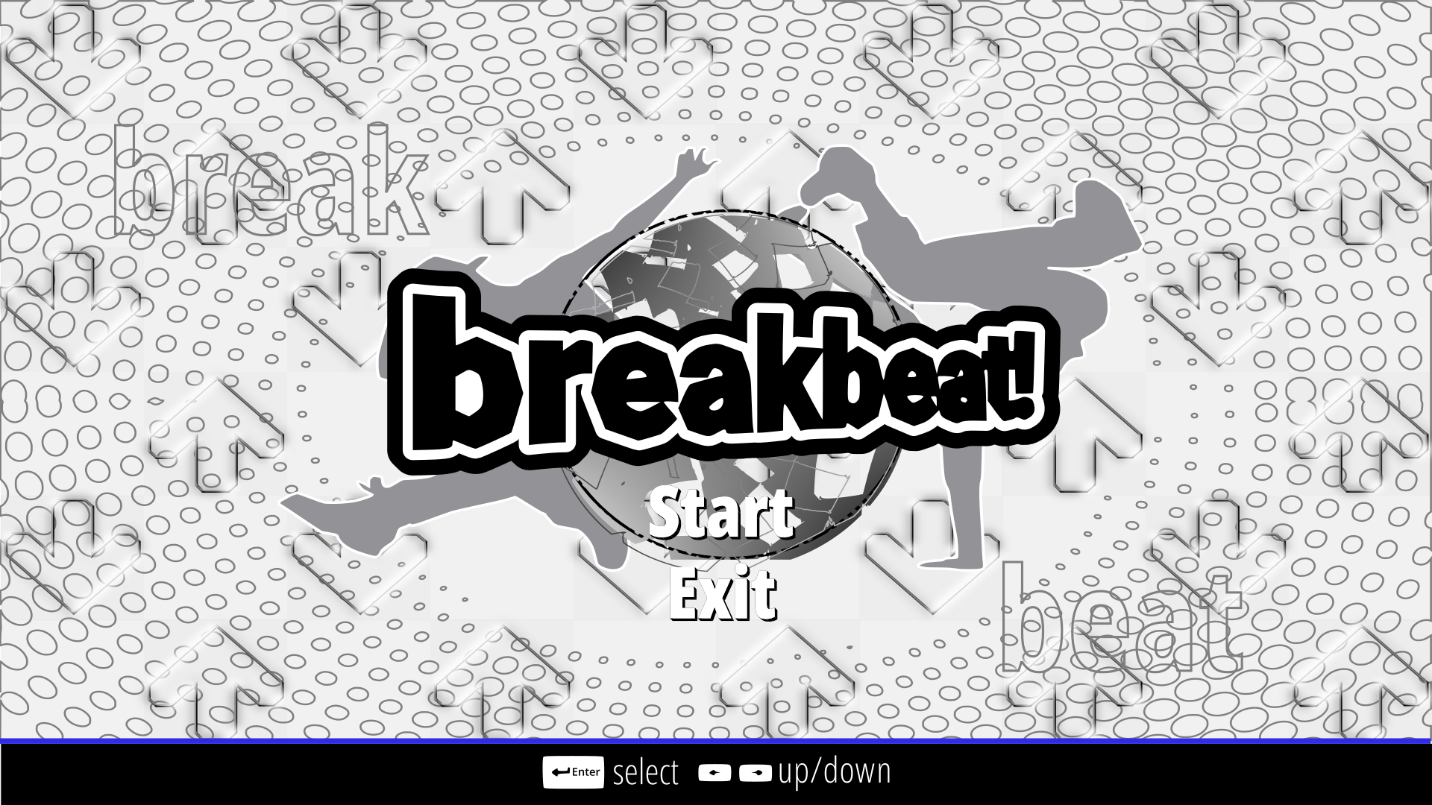 break
breakbeat!
Start
Exit
beat
Enter select up/down